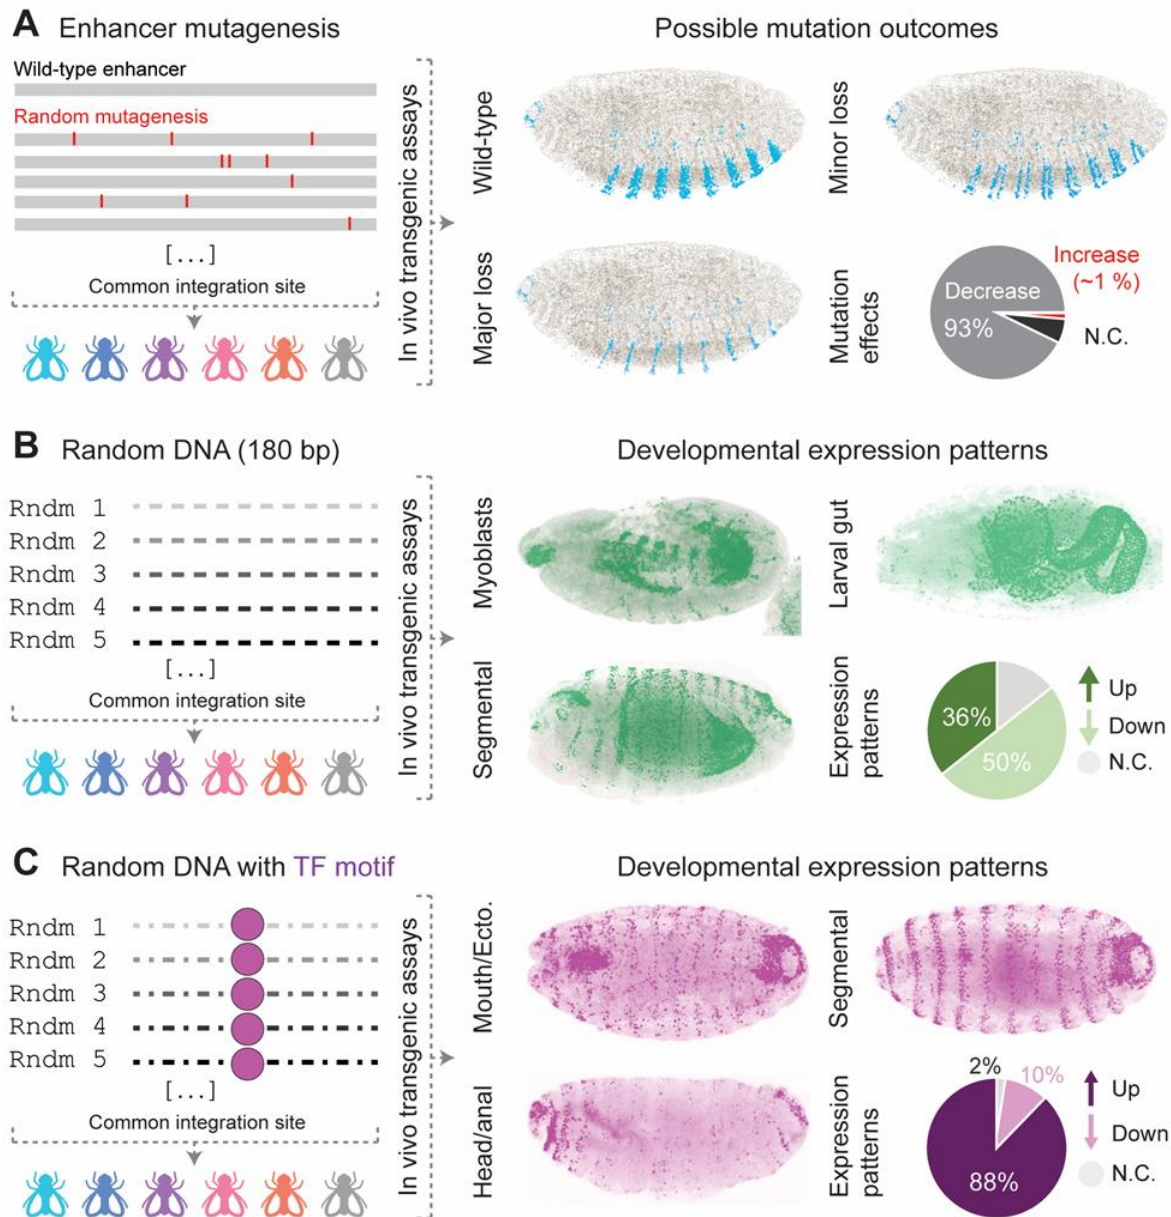 A Enhancer mutagenesis
Possible mutation outcomes
Wild-type enhancer
Random mutagenesis
[...]
Common integration site
In vivo transgenic assays
Wild-type
Minor loss
Major loss
Mutation
effects
Decrease
93%
Increase
(~1 %)
N.C.
B Random DNA (180 bp)
Developmental expression patterns
Rndm 1
Rndm 2
Rndm 3
Rndm 4
Rndm 5
[...]
Common integration site
In vivo transgenic assays
Myoblasts
Larval gut
Segmental
Expression
patterns
36%
50%
Up
Down
N.C.
C Random DNA with TF motif
Developmental expression patterns
Rndm 1
Rndm 2
Rndm 3
Rndm 4
Rndm 5
[...]
Common integration site
In vivo transgenic assays
Mouth/Ecto.
Segmental
Head/anal
Expression
patterns
2%
10%
88%
Up
Down
N.C.